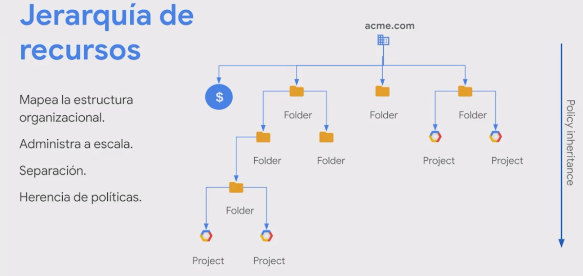 Jerarquía de
recursos
Mapea la estructura
organizacional.
Administra a escala.
Separación.
Herencia de políticas.
acme.com
$
Folder
Folder
Folder
Folder
Folder
Project
Project
Folder
Project
Project
Policy inheritance